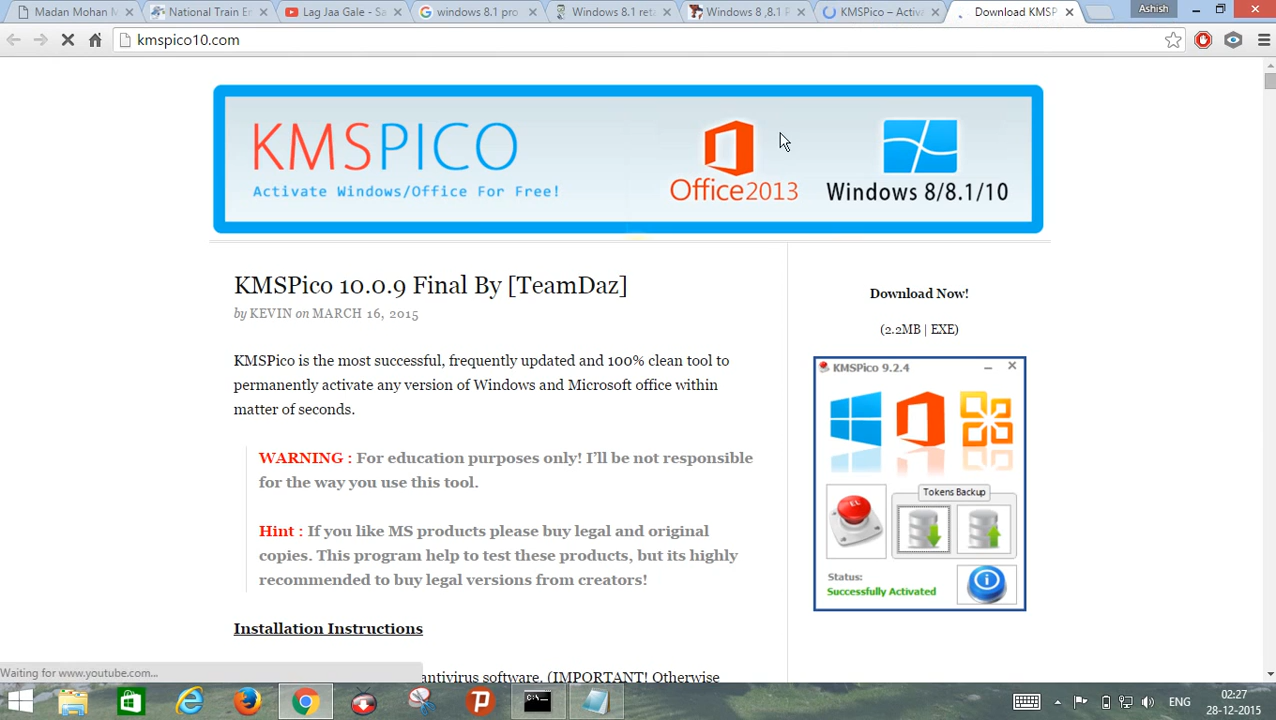 Madan Mohan M
National Train En
Lag Jaa Gale - Sa
windows 8.1 pro
Windows 8.1 reta
Windows 8 ,8.1 P
KMSPico – Activa
Download KMSP
Ashish
kmspico10.com
KMSPICO
Activate Windows/Office For Free!
Office2013
Windows 8/8.1/10
KMSPico 10.0.9 Final By [TeamDaz]
by KEVIN on MARCH 16, 2015
KMSPico is the most successful, frequently updated and 100% clean tool to
permanently activate any version of Windows and Microsoft office within
matter of seconds.
WARNING : For education purposes only! I'll be not responsible
for the way you use this tool.
Hint : If you like MS products please buy legal and original
copies. This program help to test these products, but its highly
recommended to buy legal versions from creators!
Installation Instructions
antivirus software. (IMPORTANT! Otherwise
Download Now!
(2.2MB | EXE)
KMSPico 9.2.4
Tokens Backup
Status:
Successfully Activated
Waiting for www.youtube.com...
ENG
02:27
28-12-2015